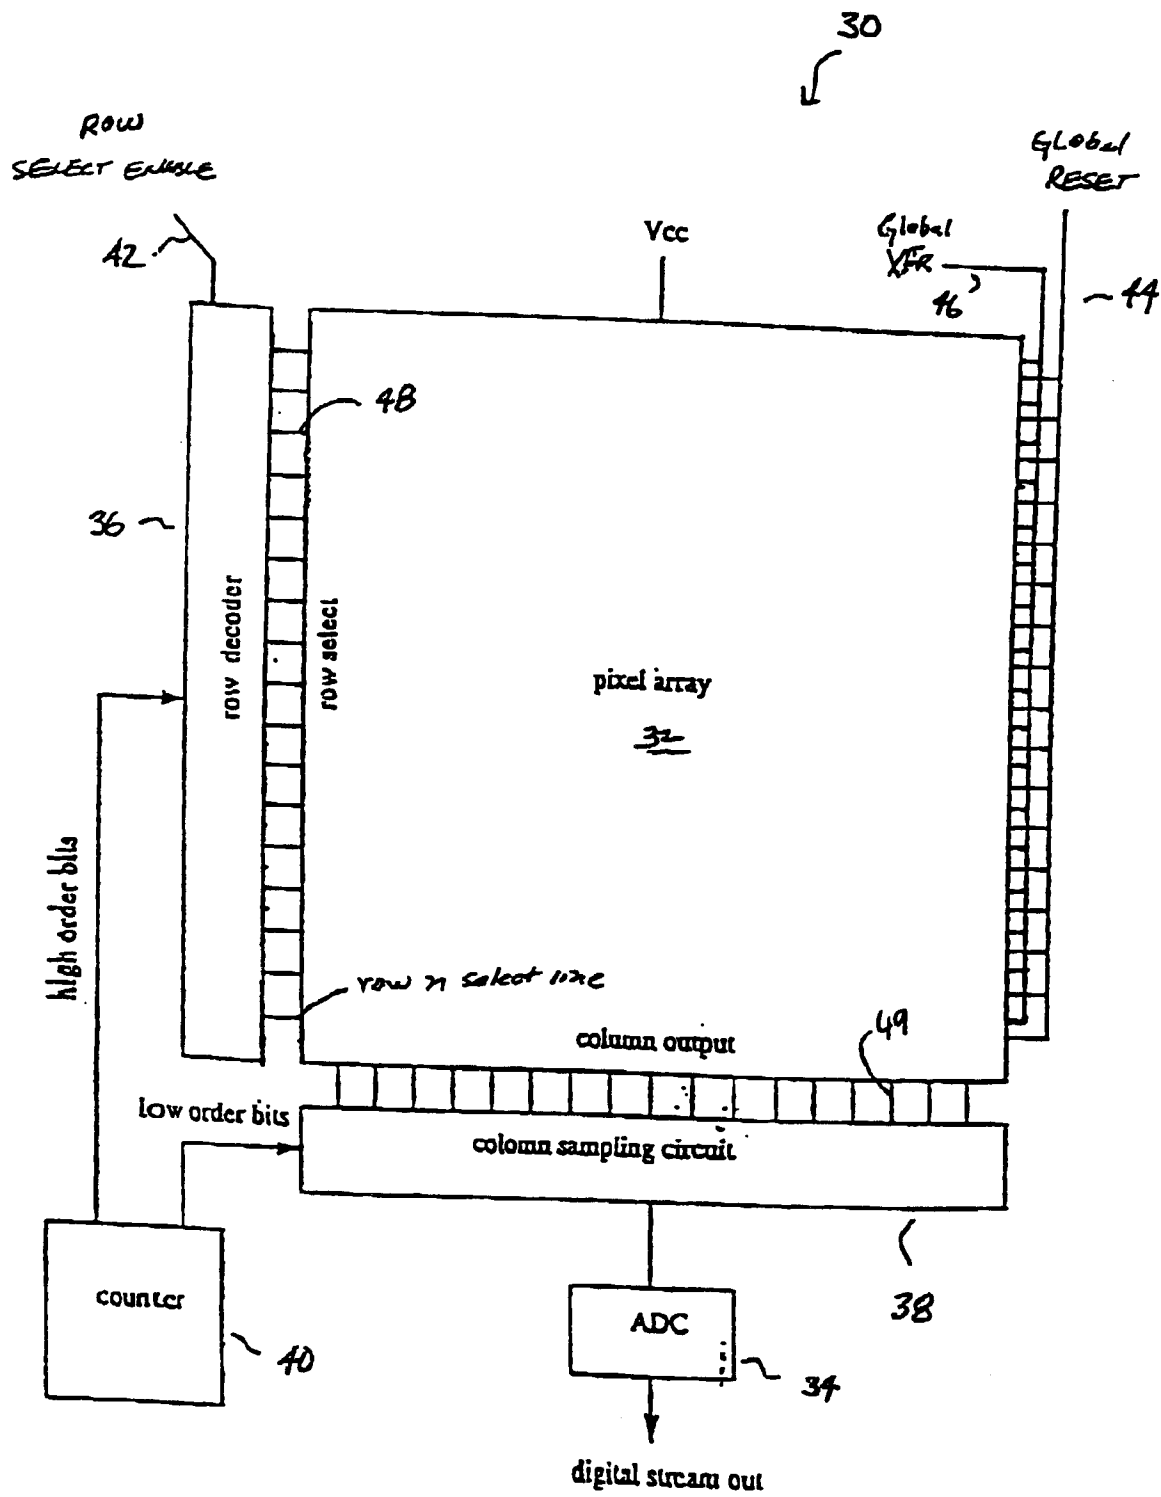 30
ROW
SELECT ENABLE
42
Vcc
Global
XFR
46
GLobal
RESET
44
48
36
row decoder
row select
pixel array
32
high order bits
row n select line
column output
49
low order bits
colomn sampling circuit
38
counter
40
ADC
34
digital stream out